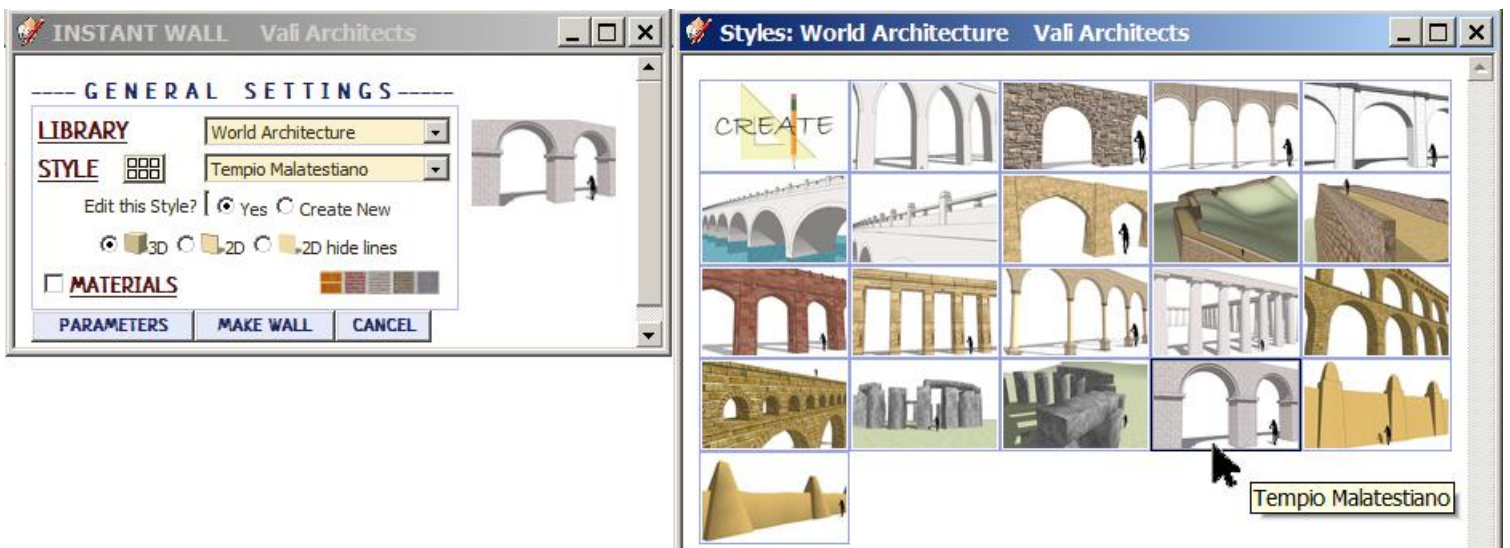 INSTANT WALL Vali Architects
---- GENERAL SETTINGS-----
LIBRARY World Architecture
STYLE Tempio Malatestiano
Edit this Style? Yes Create New
3D 2D 2D hide lines
MATERIALS
PARAMETERS MAKE WALL CANCEL
Styles: World Architecture Vali Architects
CREATE
Tempio Malatestiano